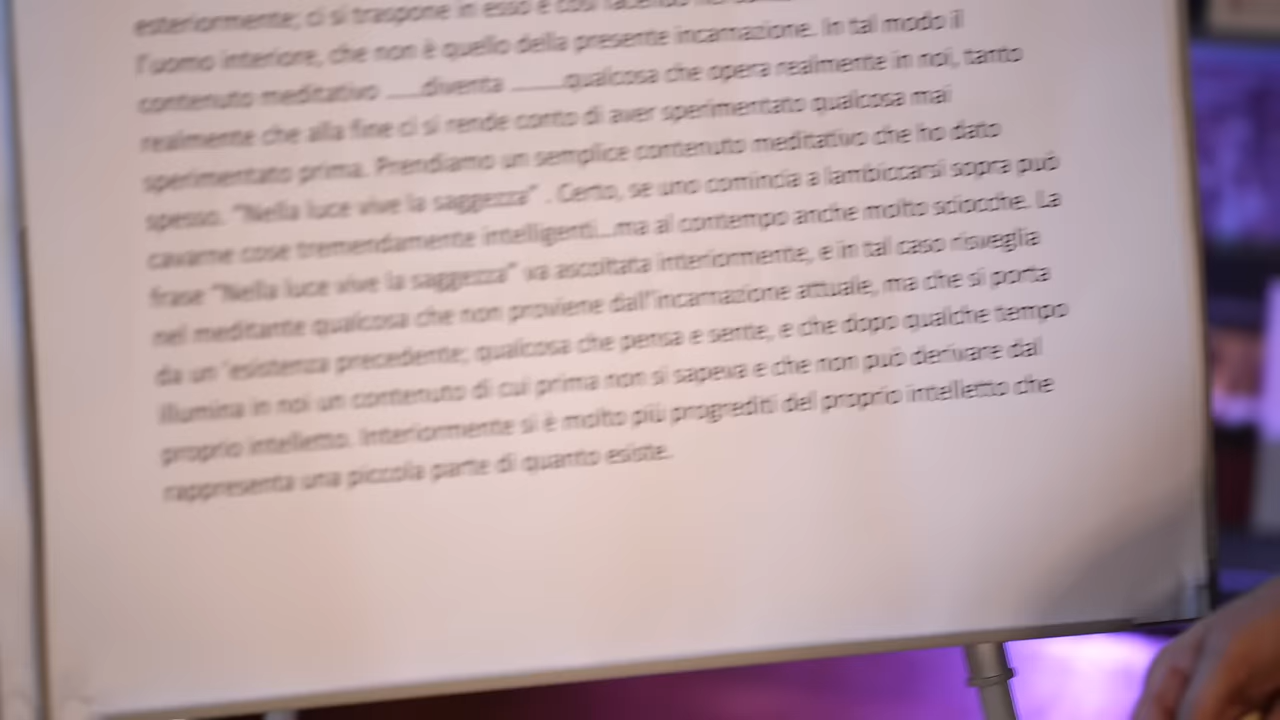 esteriormente; ci si traspone in esso e così facendo
l'uomo interiore, che non è quello della presente incarnazione. In tal modo il
contenuto meditativo ....diventa ........qualcosa che opera realmente in noi, tanto
realmente che alla fine ci si rende conto di aver sperimentato qualcosa mai
sperimentato prima. Prendiamo un semplice contenuto meditativo che ho dato
spesso. "Nella luce vive la saggezza" . Certo, se uno comincia a lambiccarsi sopra può
cavarne cose tremendamente intelligenti...ma al contempo anche molto sciocche. La
frase "Nella luce vive la saggezza" va ascoltata interiormente, e in tal caso risveglia
nel meditante qualcosa che non proviene dall'incarnazione attuale, ma che si porta
da un 'esistenza precedente; qualcosa che pensa e sente, e che dopo qualche tempo
illumina in noi un contenuto di cui prima non si sapeva e che non può derivare dal
proprio intelletto. Interiormente si è molto più progrediti del proprio intelletto che
rappresenta una piccola parte di quanto esiste.